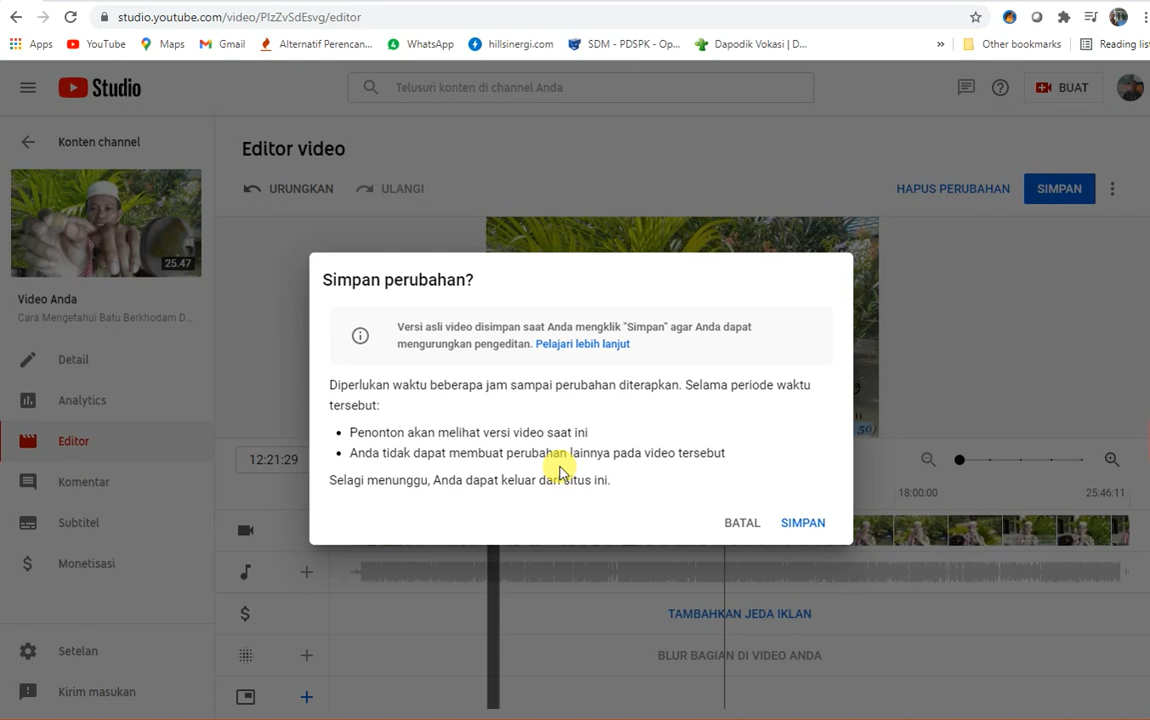 studio.youtube.com/video/PIzZvSdEsvg/editor
Apps YouTube Maps Gmail Alternatif Perencan... WhatsApp hillsinergi.com SDM - PDSPK - Op... Dapodik Vokasi | D... » Other bookmarks Reading list
Studio
Telusuri konten di channel Anda
BUAT
Konten channel
25.47
Video Anda
Cara Mengetahui Batu Berkhodam D...
Detail
Analytics
Editor
Komentar
Subtitel
Monetisasi
Setelan
Kirim masukan
Editor video
URUNGKAN ULANGI HAPUS PERUBAHAN SIMPAN
Simpan perubahan?
Versi asli video disimpan saat Anda mengklik "Simpan" agar Anda dapat
mengurungkan pengeditan. Pelajari lebih lanjut
Diperlukan waktu beberapa jam sampai perubahan diterapkan. Selama periode waktu
tersebut:
• Penonton akan melihat versi video saat ini
• Anda tidak dapat membuat perubahan lainnya pada video tersebut
Selagi menunggu, Anda dapat keluar dari situs ini.
BATAL SIMPAN
12:21:29
18:00:00 25:46:11
TAMBAHKAN JEDA IKLAN
BLUR BAGIAN DI VIDEO ANDA